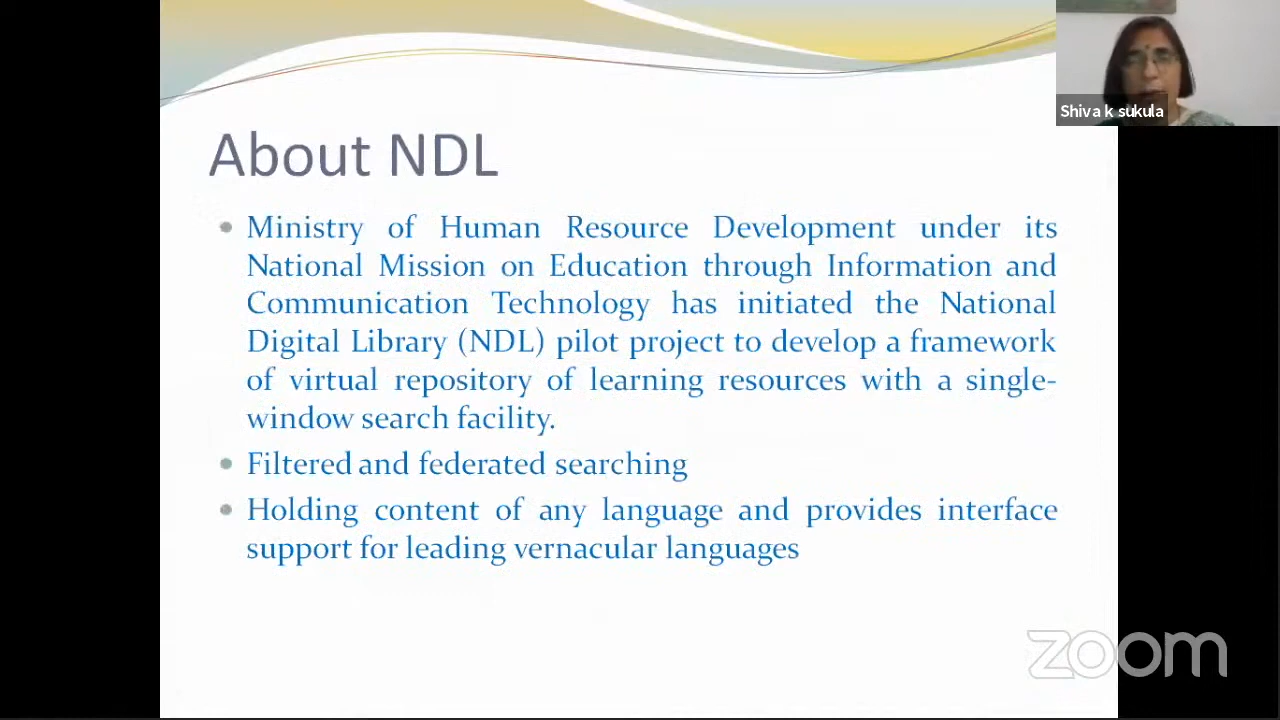 Shiva k sukula
About NDL
Ministry of Human Resource Development under its
National Mission on Education through Information and
Communication Technology has initiated the National
Digital Library (NDL) pilot project to develop a framework
of virtual repository of learning resources with a single-
window search facility.
Filtered and federated searching
Holding content of any language and provides interface
support for leading vernacular languages
zoom